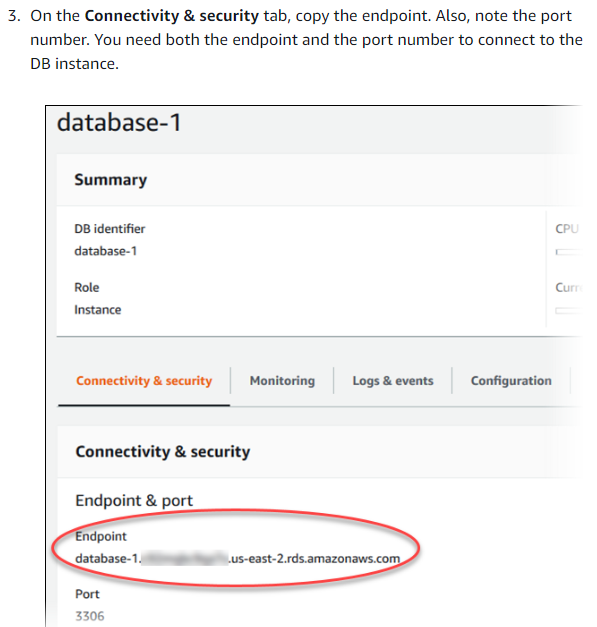 3. On the Connectivity & security tab, copy the endpoint. Also, note the port
number. You need both the endpoint and the port number to connect to the
DB instance.
database-1
Summary
DB identifier
CPU
database-1
Role
Curr
Instance
Connectivity & security
Monitoring
Logs & events
Configuration
Connectivity & security
Endpoint & port
Endpoint
database-1. .us-east-2.rds.amazonaws.com
Port
3306